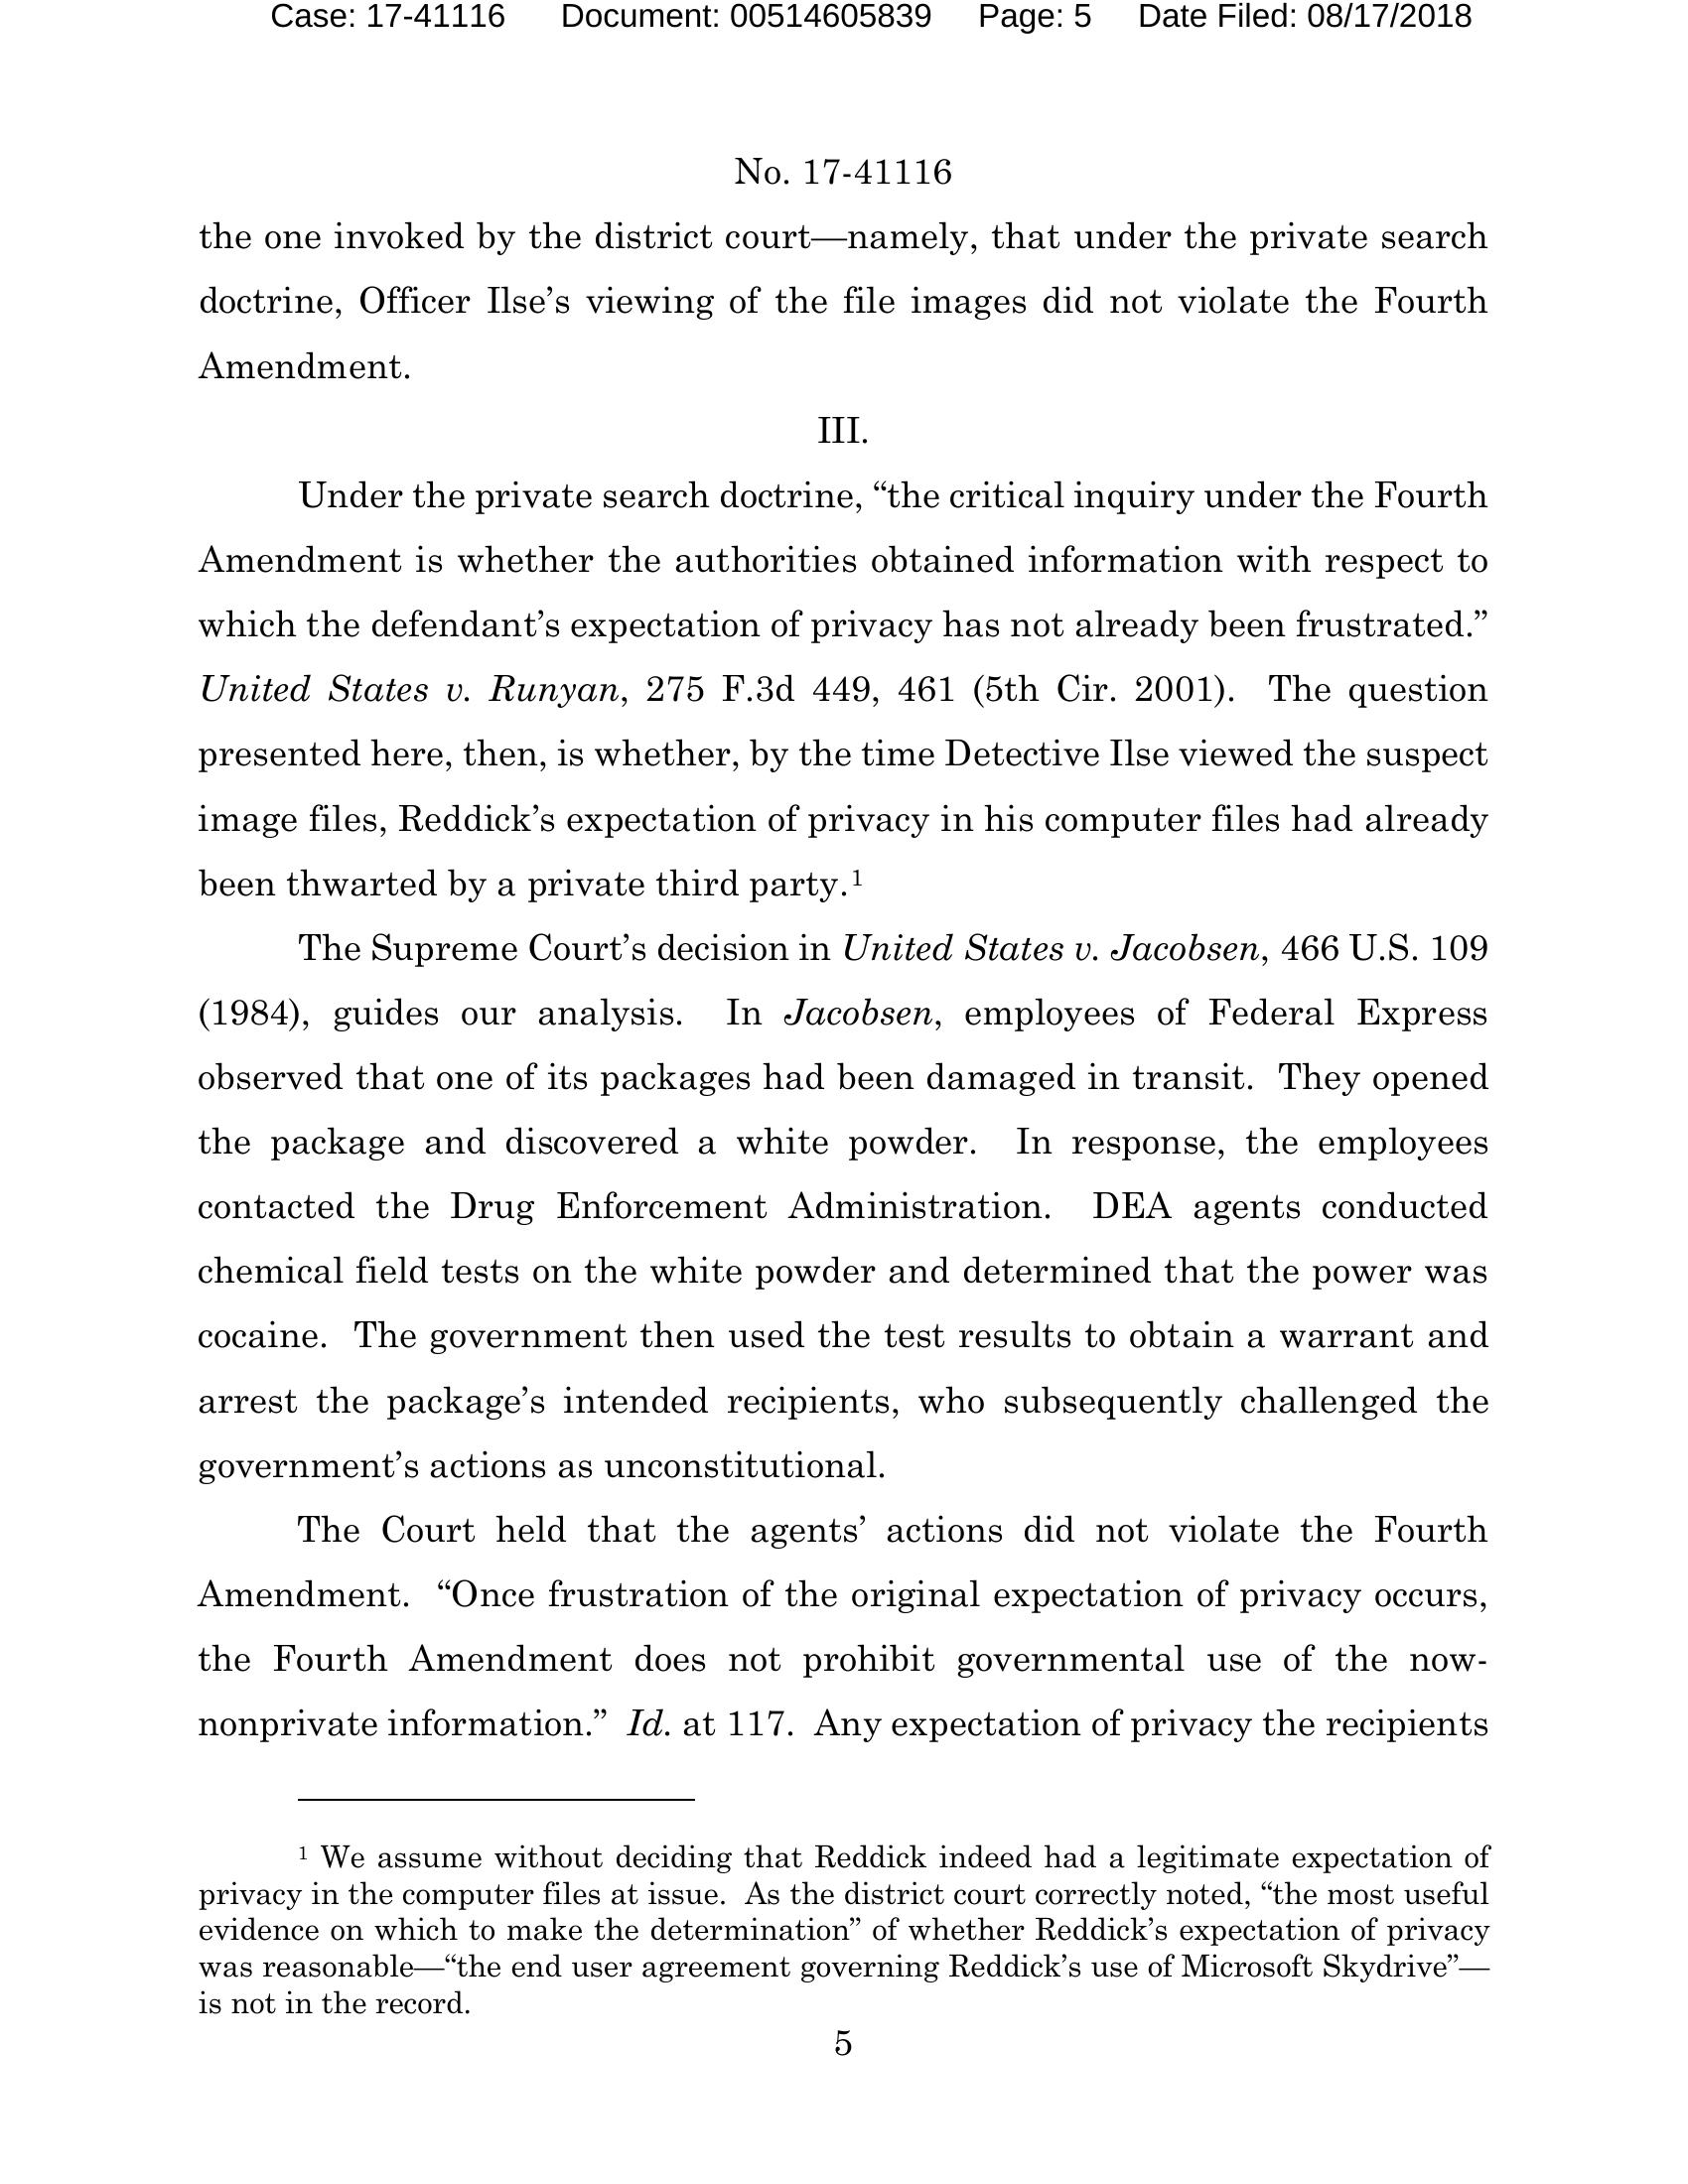 Case: 17-41116 Document: 00514605839 Page: 5 Date Filed: 08/17/2018
No. 17-41116
the one invoked by the district court—namely, that under the private search
doctrine, Officer Ilse’s viewing of the file images did not violate the Fourth
Amendment.
III.
Under the private search doctrine, “the critical inquiry under the Fourth
Amendment is whether the authorities obtained information with respect to
which the defendant’s expectation of privacy has not already been frustrated.”
United States v. Runyan, 275 F.3d 449, 461 (5th Cir. 2001). The question
presented here, then, is whether, by the time Detective Ilse viewed the suspect
image files, Reddick’s expectation of privacy in his computer files had already
been thwarted by a private third party.¹
The Supreme Court’s decision in United States v. Jacobsen, 466 U.S. 109
(1984), guides our analysis. In Jacobsen, employees of Federal Express
observed that one of its packages had been damaged in transit. They opened
the package and discovered a white powder. In response, the employees
contacted the Drug Enforcement Administration. DEA agents conducted
chemical field tests on the white powder and determined that the power was
cocaine. The government then used the test results to obtain a warrant and
arrest the package’s intended recipients, who subsequently challenged the
government’s actions as unconstitutional.
The Court held that the agents’ actions did not violate the Fourth
Amendment. “Once frustration of the original expectation of privacy occurs,
the Fourth Amendment does not prohibit governmental use of the now-
nonprivate information.” Id. at 117. Any expectation of privacy the recipients
¹ We assume without deciding that Reddick indeed had a legitimate expectation of
privacy in the computer files at issue. As the district court correctly noted, “the most useful
evidence on which to make the determination” of whether Reddick’s expectation of privacy
was reasonable—“the end user agreement governing Reddick’s use of Microsoft Skydrive”—
is not in the record.
5